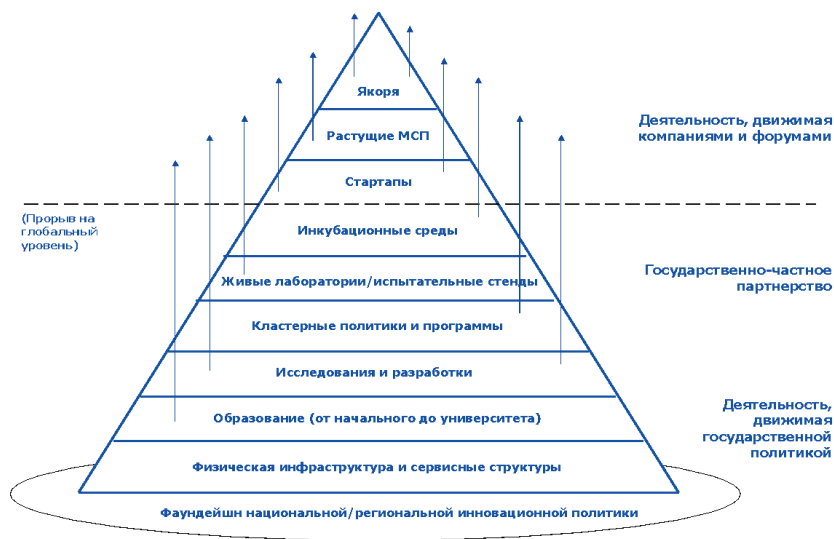 Якоря
Растущие МСП
Стартапы
Деятельность, движимая
компаниями и форумами
(Прорыв на
глобальный
уровень)
Инкубационные среды
Живые лаборатории/испытательные стенды
Кластерные политики и программы
Государственно-частное
партнерство
Исследования и разработки
Образование (от начального до университета)
Физическая инфраструктура и сервисные структуры
Деятельность,
движимая
государственной
политикой
Фаундейшн национальной/региональной инновационной политики